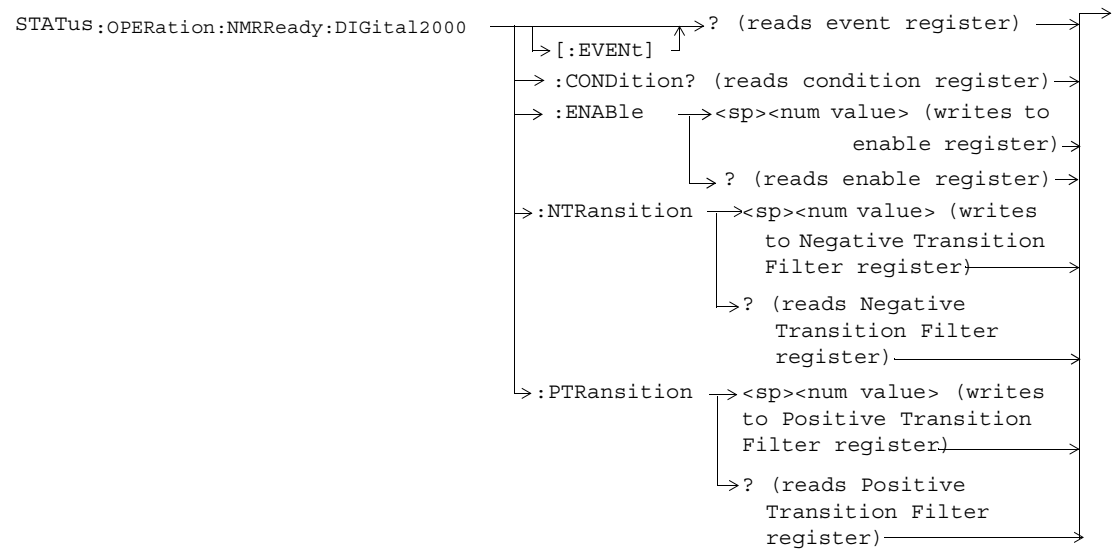 STATus:OPERation:NMRReady:DIGital2000 ? (reads event register)
[:EVENt]
:CONDition? (reads condition register)
:ENABle <sp><num value> (writes to
enable register)
? (reads enable register)
:NTRansition <sp><num value> (writes
to Negative Transition
Filter register)
? (reads Negative
Transition Filter
register)
:PTRansition <sp><num value> (writes
to Positive Transition
Filter register)
? (reads Positive
Transition Filter
register)